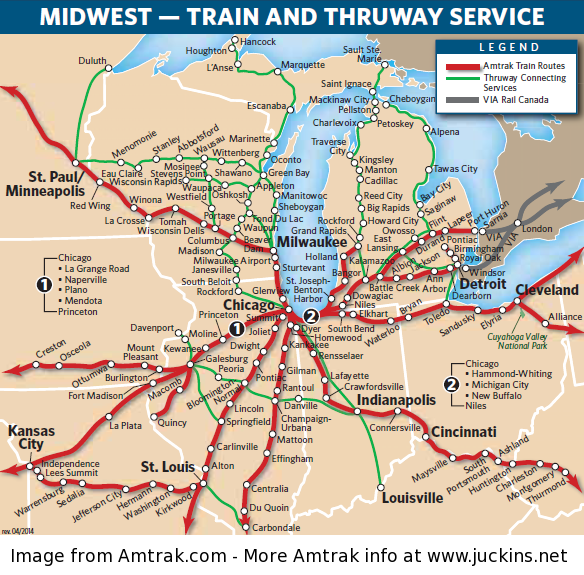 MIDWEST — TRAIN AND THRUWAY SERVICE
LEGEND
Amtrak Train Routes
Thruway Connecting
Services
VIA Rail Canada
Hancock
Houghton
L'Anse
Marquette
Duluth
Escanaba
Sault Ste.
Marie
Saint Ignace
Mackinaw City
Cheboygan
Pellston
Charlevoix
Petoskey
Alpena
Traverse
City
Kingsley
Manton
Cadillac
Tawas City
Reed City
Big Rapids
Howard City
Bay City
Saginaw
Owosso
Flint
Lapeer
Port Huron
Sarnia
VIA
VIA
London
Menomonie
Stanley
Abbotsford
Wausau
Marinette
Wittenberg
Oconto
Mosinee
Eau Claire
Stevens Point
Shawano
Green Bay
Wisconsin Rapids
Waupaca
Appleton
St. Paul/
Minneapolis
Oshkosh
Manitowoc
Red Wing
Winona
Westfield
Sheboygan
Fond Du Lac
La Crosse
Tomah
Portage
Waupun
Wisconsin Dells
Columbus
Beaver
Dam
Milwaukee
Madison
Milwaukee Airport
Janesville
Sturtevant
South Beloit
Rockford
Glenview
Rockford
Grand Rapids
East
Lansing
Durand
Pontiac
Birmingham
Royal Oak
Windsor
Detroit
Dearborn
Holland
Kalamazoo
Albion
Jackson
Bangor
Battle Creek
Ann
Arbor
St. Joseph-
Benton
Harbor
Dowagiac
Niles
Elkhart
South Bend
Bryan
Waterloo
Toledo
Sandusky
Elyria
Cleveland
Alliance
Cuyahoga Valley
National Park
1
Chicago
• La Grange Road
• Naperville
• Plano
• Mendota
Princeton
Chicago
1
2
Summit
Joliet
Dyer
Homewood
Kankakee
Rensselaer
Princeton
Davenport
Moline
Kewanee
Dwight
Galesburg
Peoria
Pontiac
Gilman
Lafayette
Rantoul
Crawfordsville
Creston
Osceola
Mount
Pleasant
Ottumwa
Burlington
Fort Madison
Macomb
Bloomington
Normal
Danville
Indianapolis
2
Chicago
• Hammond-Whiting
• Michigan City
• New Buffalo
Niles
Lincoln
Champaign-
Urbana
La Plata
Quincy
Springfield
Connersville
Cincinnati
Mattoon
Kansas
City
Carlinville
Effingham
Maysville
South
Portsmouth
Ashland
Huntington
Charleston
Montgomery
Thurmond
Independence
Lees Summit
St. Louis
Alton
Warrensburg
Sedalia
Jefferson City
Hermann
Washington
Kirkwood
Centralia
Louisville
Du Quoin
Carbondale
rev. 04/2014
Image from Amtrak.com - More Amtrak info at www.juckins.net